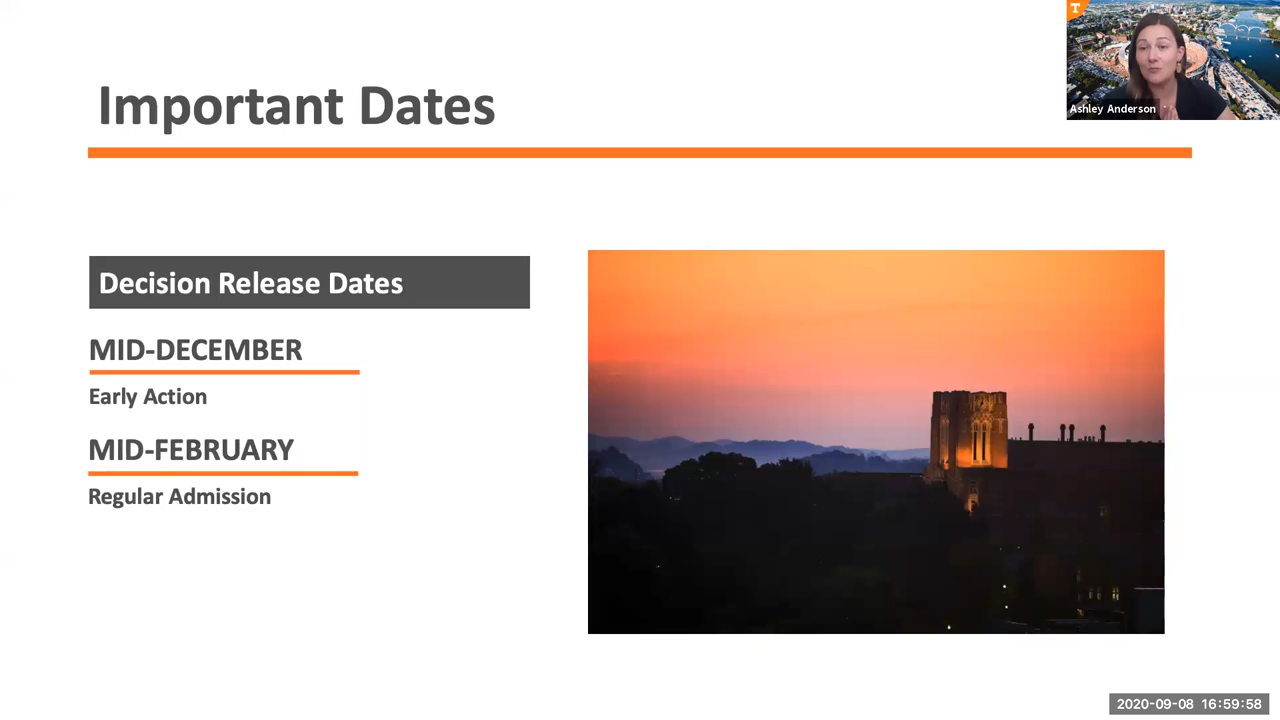 T
Ashley Anderson
Important Dates
Decision Release Dates
MID-DECEMBER
Early Action
MID-FEBRUARY
Regular Admission
2020-09-08 16:59:58